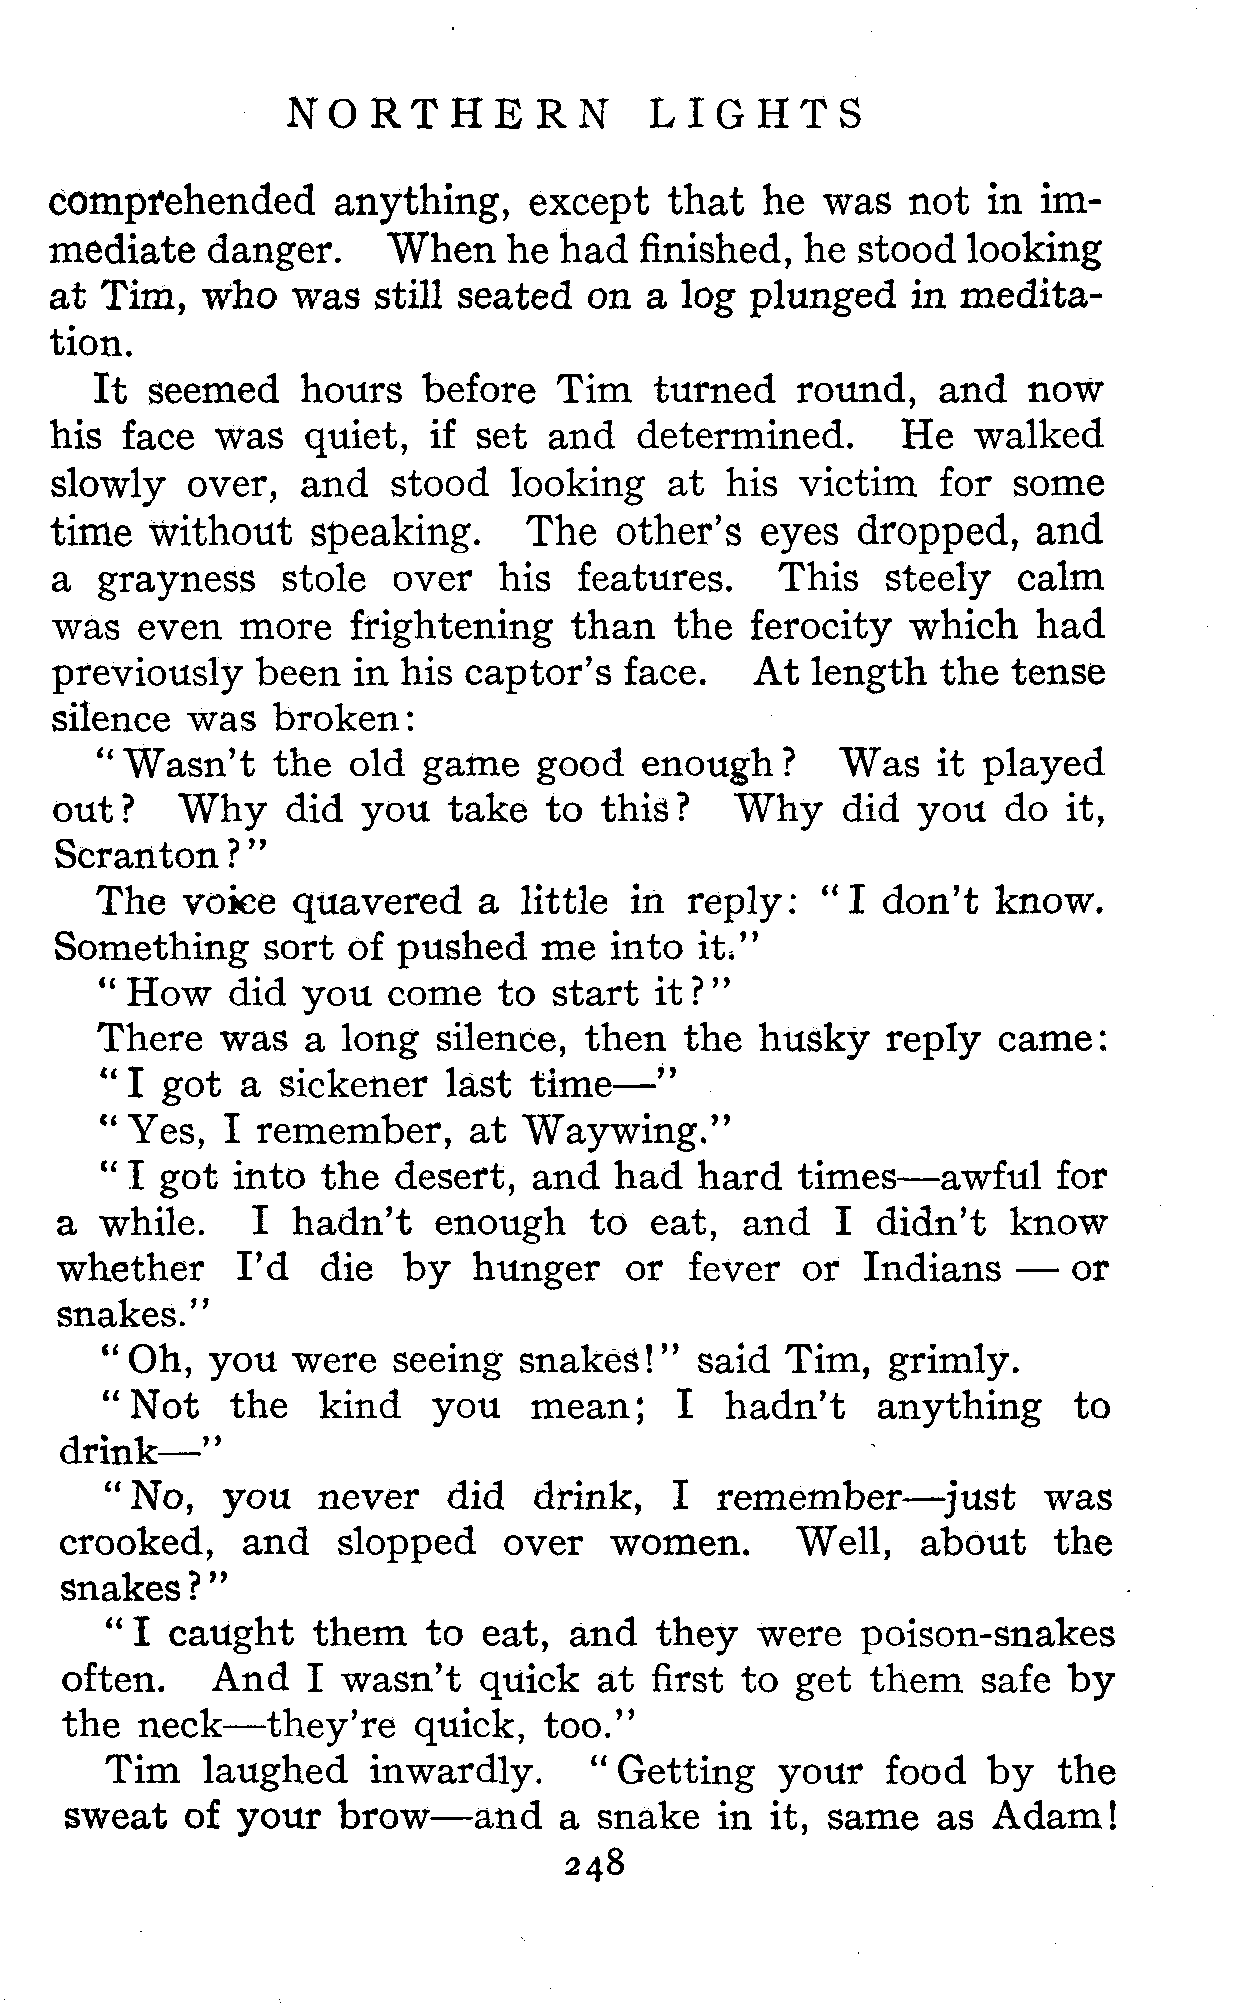 NORTHERN LIGHTS
comprehended anything, except that he was not in im-
mediate danger. When he had finished, he stood looking
at Tim, who was still seated on a log plunged in medita-
tion.
It seemed hours before Tim turned round, and now
his face was quiet, if set and determined. He walked
slowly over, and stood looking at his victim for some
time without speaking. The other's eyes dropped, and
a grayness stole over his features. This steely calm
was even more frightening than the ferocity which had
previously been in his captor's face. At length the tense
silence was broken:
"Wasn't the old game good enough? Was it played
out? Why did you take to this? Why did you do it,
Scranton?"
The voice quavered a little in reply: "I don't know.
Something sort of pushed me into it."
"How did you come to start it?"
There was a long silence, then the husky reply came:
"I got a sickener last time—"
"Yes, I remember, at Waywing."
"I got into the desert, and had hard times—awful for
a while. I hadn't enough to eat, and I didn't know
whether I'd die by hunger or fever or Indians — or
snakes."
"Oh, you were seeing snakes!" said Tim, grimly.
"Not the kind you mean; I hadn't anything to
drink—"
"No, you never did drink, I remember—just was
crooked, and slopped over women. Well, about the
snakes?"
"I caught them to eat, and they were poison-snakes
often. And I wasn't quick at first to get them safe by
the neck—they're quick, too."
Tim laughed inwardly. "Getting your food by the
sweat of your brow—and a snake in it, same as Adam!
248